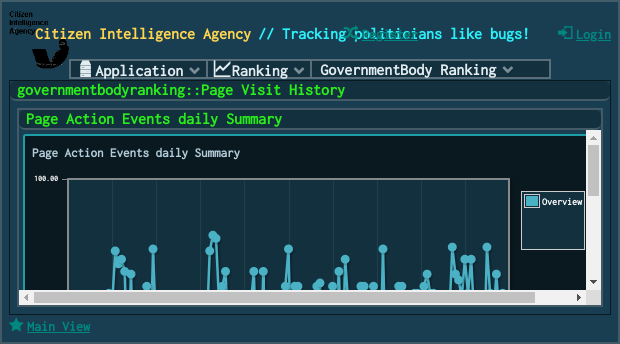 Citizen
Intelligence
Agency
Citizen Intelligence Agency // Tracking politicians like bugs!
Register
Login
Application
Ranking
GovernmentBody Ranking
governmentbodyranking::Page Visit History
Page Action Events daily Summary
Page Action Events daily Summary
100.00
Overview
Main View